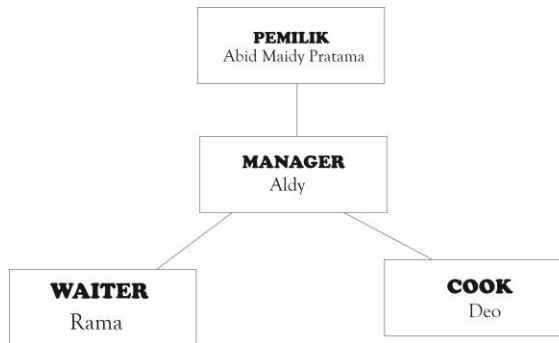 PEMILIK
Abid Maidy Pratama
MANAGER
Aldy
WAITER
Rama
COOK
Deo